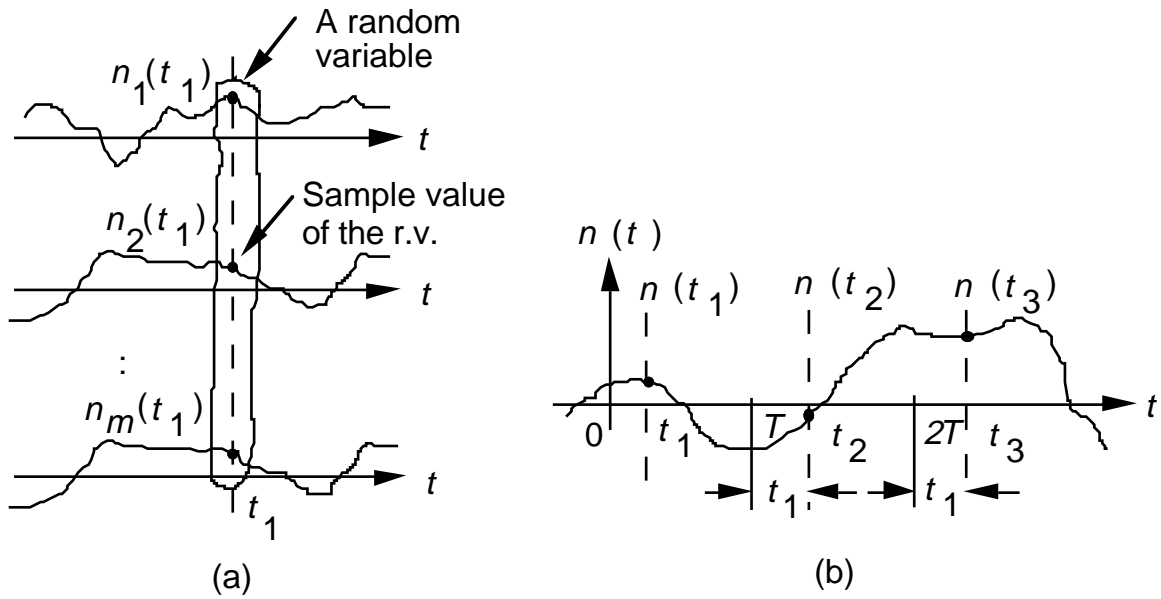 A random
variable
n1(t1)
t
Sample value
of the r.v.
n2(t1)
t
:
nm(t1)
t
t1
(a)
n (t)
n (t1) n (t2) n (t3)
t
0 t1 T t2 2T t3
t1 t1
(b)